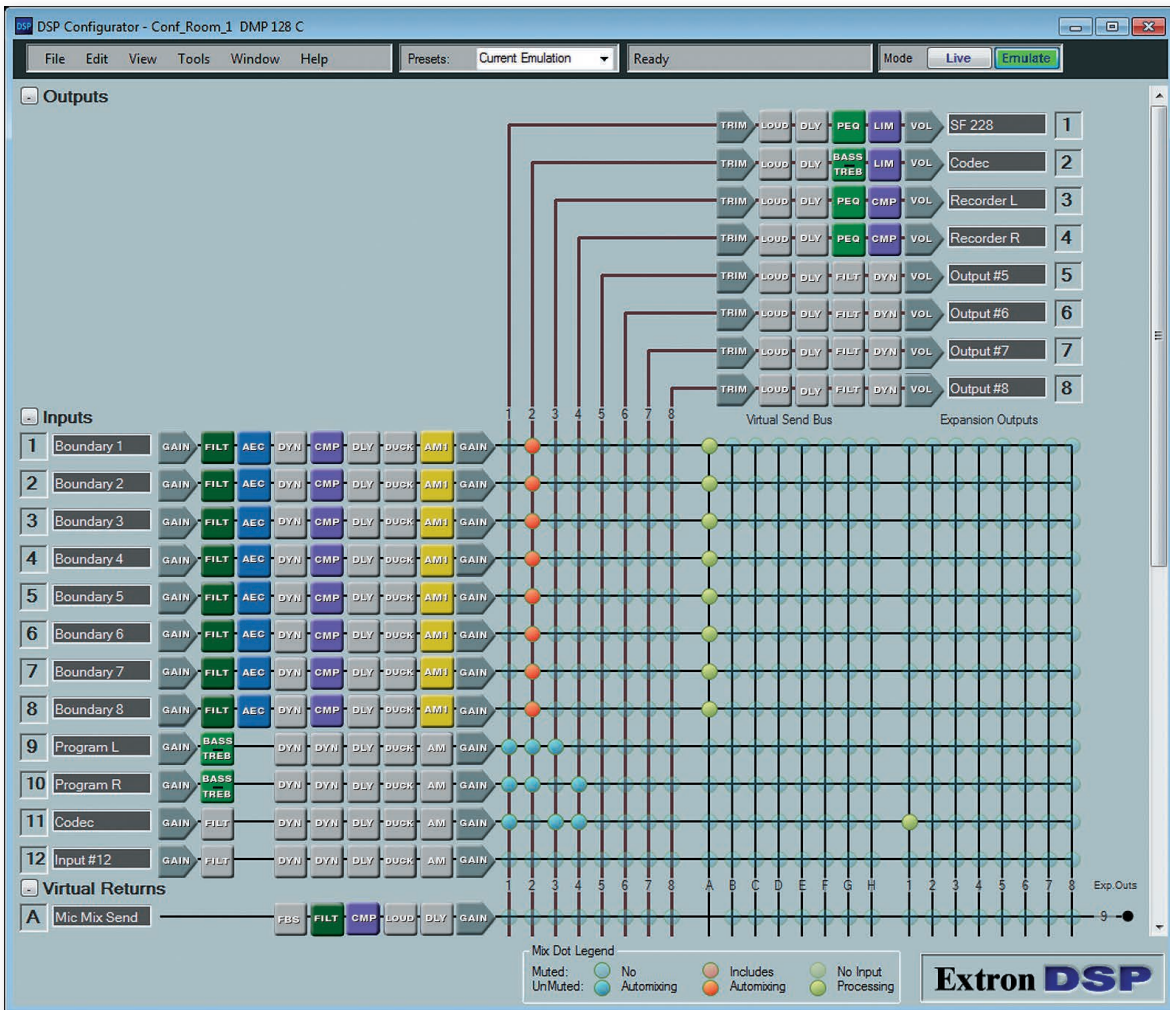 DSP DSP Configurator - Conf_Room_1 DMP 128 C
File Edit View Tools Window Help Presets: Current Emulation Ready Mode Live Emulate
- Outputs
TRIM LOUD DLY PEQ LIM VOL SF 228 1
TRIM LOUD DLY BASS TREB LIM VOL Codec 2
TRIM LOUD DLY PEQ CMP VOL Recorder L 3
TRIM LOUD DLY PEQ CMP VOL Recorder R 4
TRIM LOUD DLY FILT DYN VOL Output #5 5
TRIM LOUD DLY FILT DYN VOL Output #6 6
TRIM LOUD DLY FILT DYN VOL Output #7 7
TRIM LOUD DLY FILT DYN VOL Output #8 8
- Inputs 1 2 3 4 5 6 7 8 Virtual Send Bus Expansion Outputs
1 Boundary 1 GAIN FILT AEC DYN CMP DLY DUCK AM1 GAIN
2 Boundary 2 GAIN FILT AEC DYN CMP DLY DUCK AM1 GAIN
3 Boundary 3 GAIN FILT AEC DYN CMP DLY DUCK AM1 GAIN
4 Boundary 4 GAIN FILT AEC DYN CMP DLY DUCK AM1 GAIN
5 Boundary 5 GAIN FILT AEC DYN CMP DLY DUCK AM1 GAIN
6 Boundary 6 GAIN FILT AEC DYN CMP DLY DUCK AM1 GAIN
7 Boundary 7 GAIN FILT AEC DYN CMP DLY DUCK AM1 GAIN
8 Boundary 8 GAIN FILT AEC DYN CMP DLY DUCK AM1 GAIN
9 Program L GAIN BASS TREB DYN DYN DLY DUCK AM GAIN
10 Program R GAIN BASS TREB DYN DYN DLY DUCK AM GAIN
11 Codec GAIN FILT DYN DYN DLY DUCK AM GAIN
12 Input #12 GAIN FILT DYN DYN DLY DUCK AM GAIN
- Virtual Returns 1 2 3 4 5 6 7 8 A B C D E F G H 1 2 3 4 5 6 7 8 Exp.Outs
A Mic Mix Send FBS FILT CMP LOUD DLY GAIN 9
Mix Dot Legend
Muted: No Includes No Input
UnMuted: Automixing Automixing Processing
Extron DSP